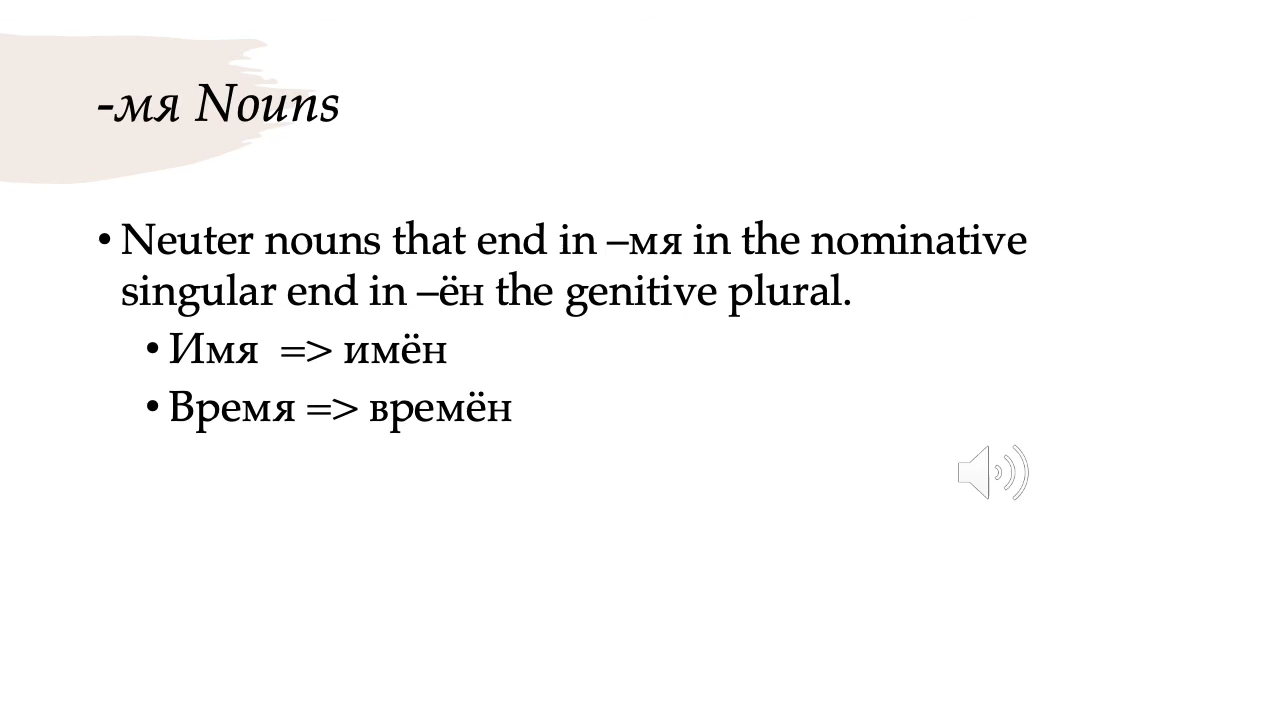 -мя Nouns
• Neuter nouns that end in –мя in the nominative
singular end in –ён the genitive plural.
• Имя  => имён
• Время => времён